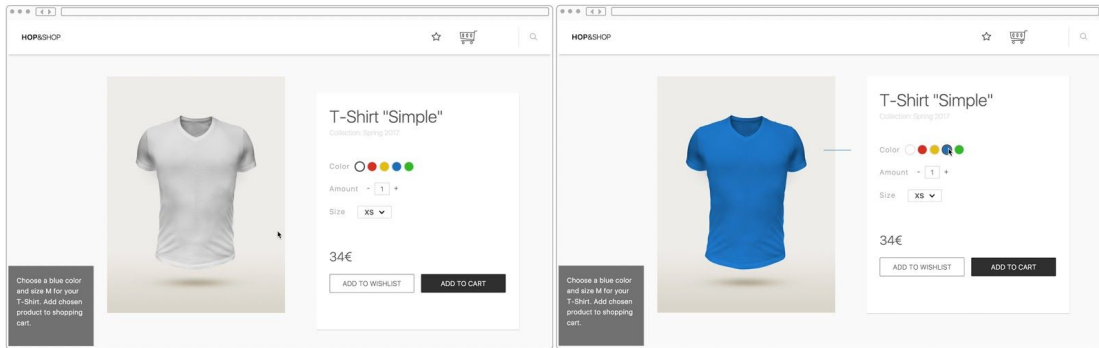 HOP&SHOP
T-Shirt "Simple"
Collection: Spring 2017
Color
Amount - 1 +
Size XS
34€
ADD TO WISHLIST ADD TO CART
Choose a blue color
and size M for your
T-Shirt. Add chosen
product to shopping
cart.
HOP&SHOP
T-Shirt "Simple"
Collection: Spring 2017
Color
Amount - 1 +
Size XS
34€
ADD TO WISHLIST ADD TO CART
Choose a blue color
and size M for your
T-Shirt. Add chosen
product to shopping
cart.